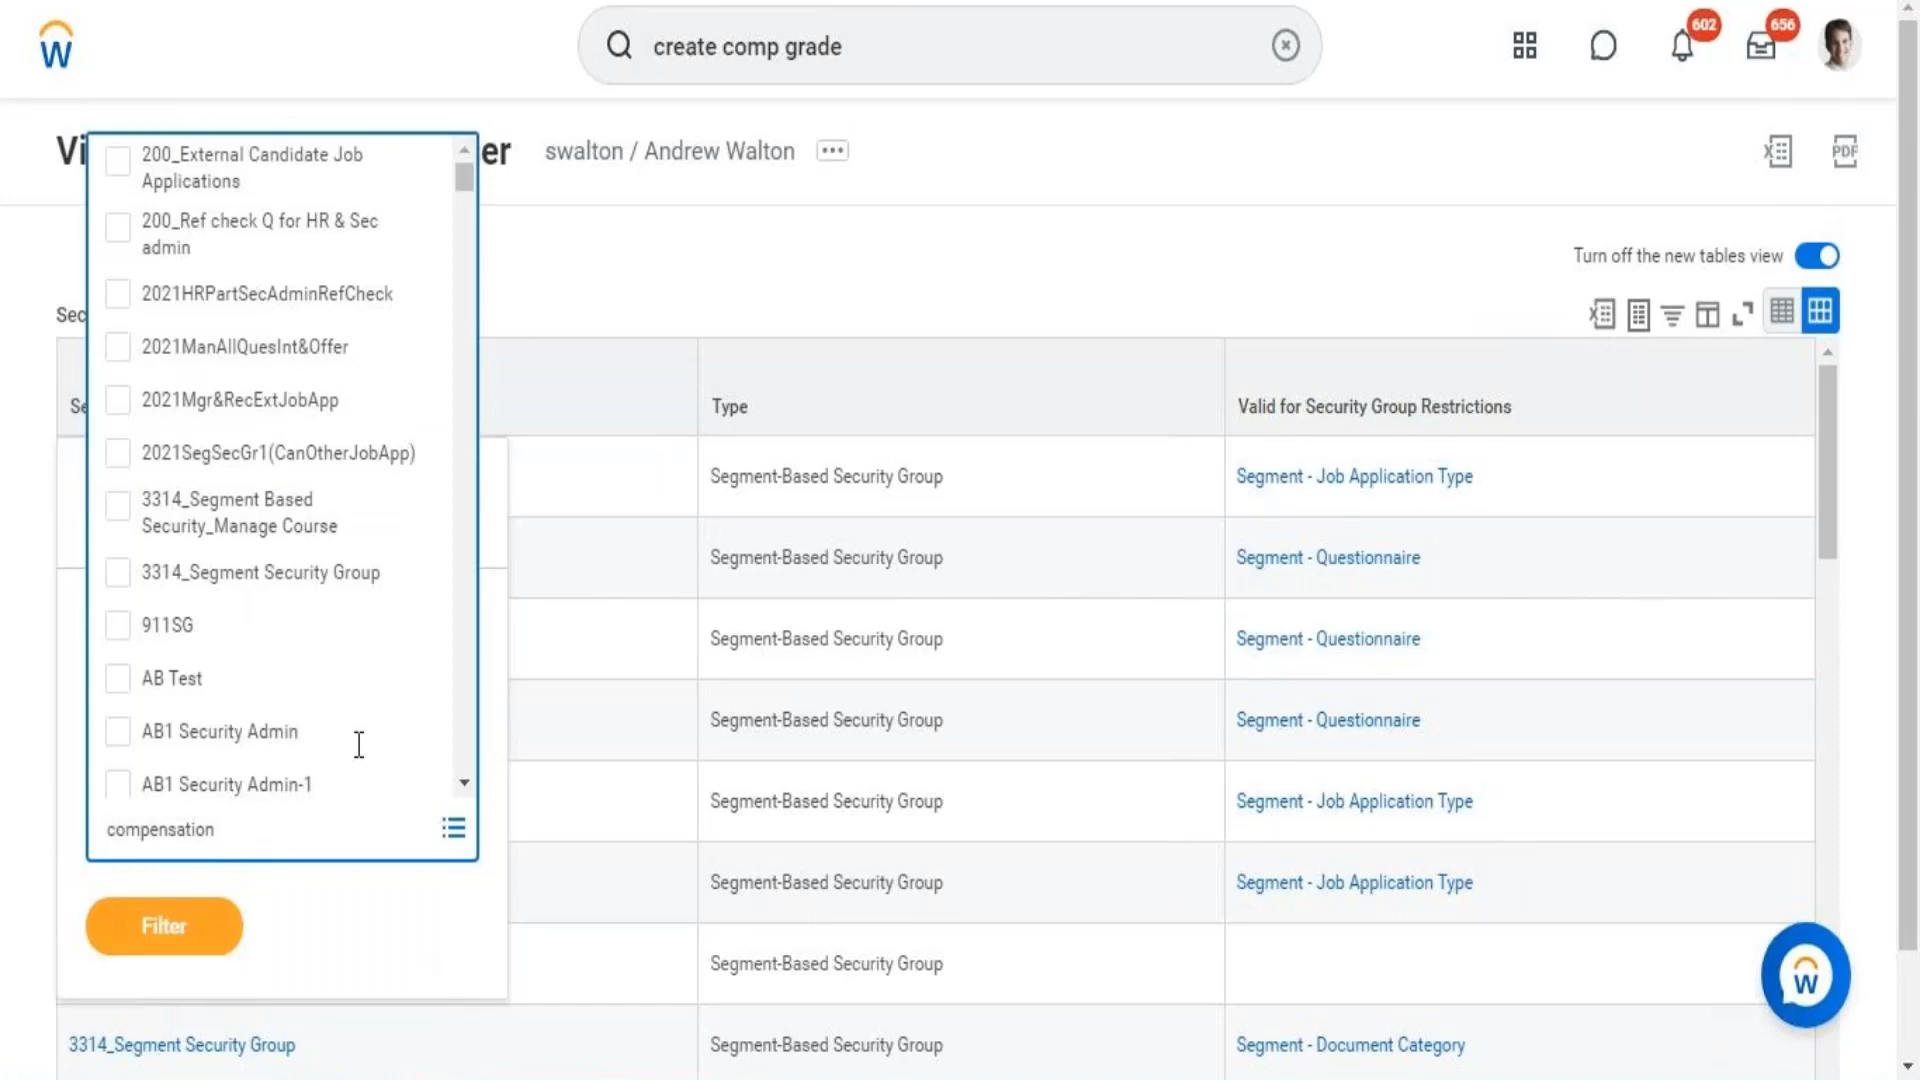 W
create comp grade
602
656
Vi
er
swalton / Andrew Walton
X
PDF
200_External Candidate Job
Applications
200_Ref check Q for HR & Sec
admin
2021HRPartSecAdminRefCheck
2021ManAllQuesInt&Offer
2021Mgr&RecExtJobApp
2021SegSecGr1(CanOtherJobApp)
3314_Segment Based
Security_Manage Course
3314_Segment Security Group
911SG
AB Test
AB1 Security Admin
AB1 Security Admin-1
compensation
Filter
Turn off the new tables view
Sec
X
Se
Type
Valid for Security Group Restrictions
Segment-Based Security Group
Segment - Job Application Type
Segment-Based Security Group
Segment - Questionnaire
Segment-Based Security Group
Segment - Questionnaire
Segment-Based Security Group
Segment - Questionnaire
Segment-Based Security Group
Segment - Job Application Type
Segment-Based Security Group
Segment - Job Application Type
Segment-Based Security Group
W
3314_Segment Security Group
Segment-Based Security Group
Segment - Document Category